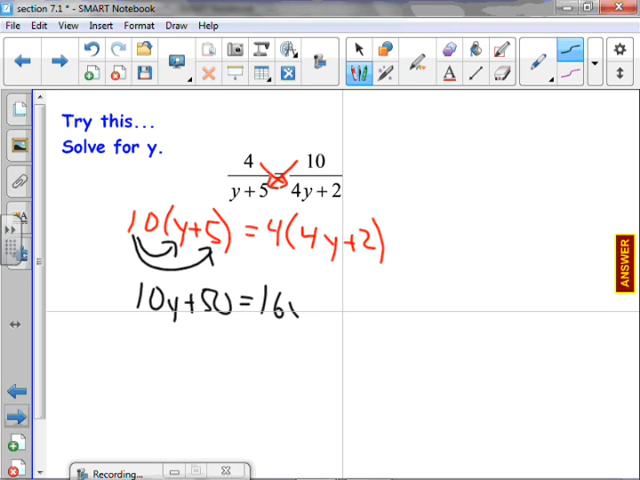 section 7.1 * - SMART Notebook
File Edit View Insert Format Draw Help
Try this...
Solve for y.
4 10
y + 5 = 4y + 2
10(y+5) = 4(4y+2)
10y+50=16
ANSWER
Recording...